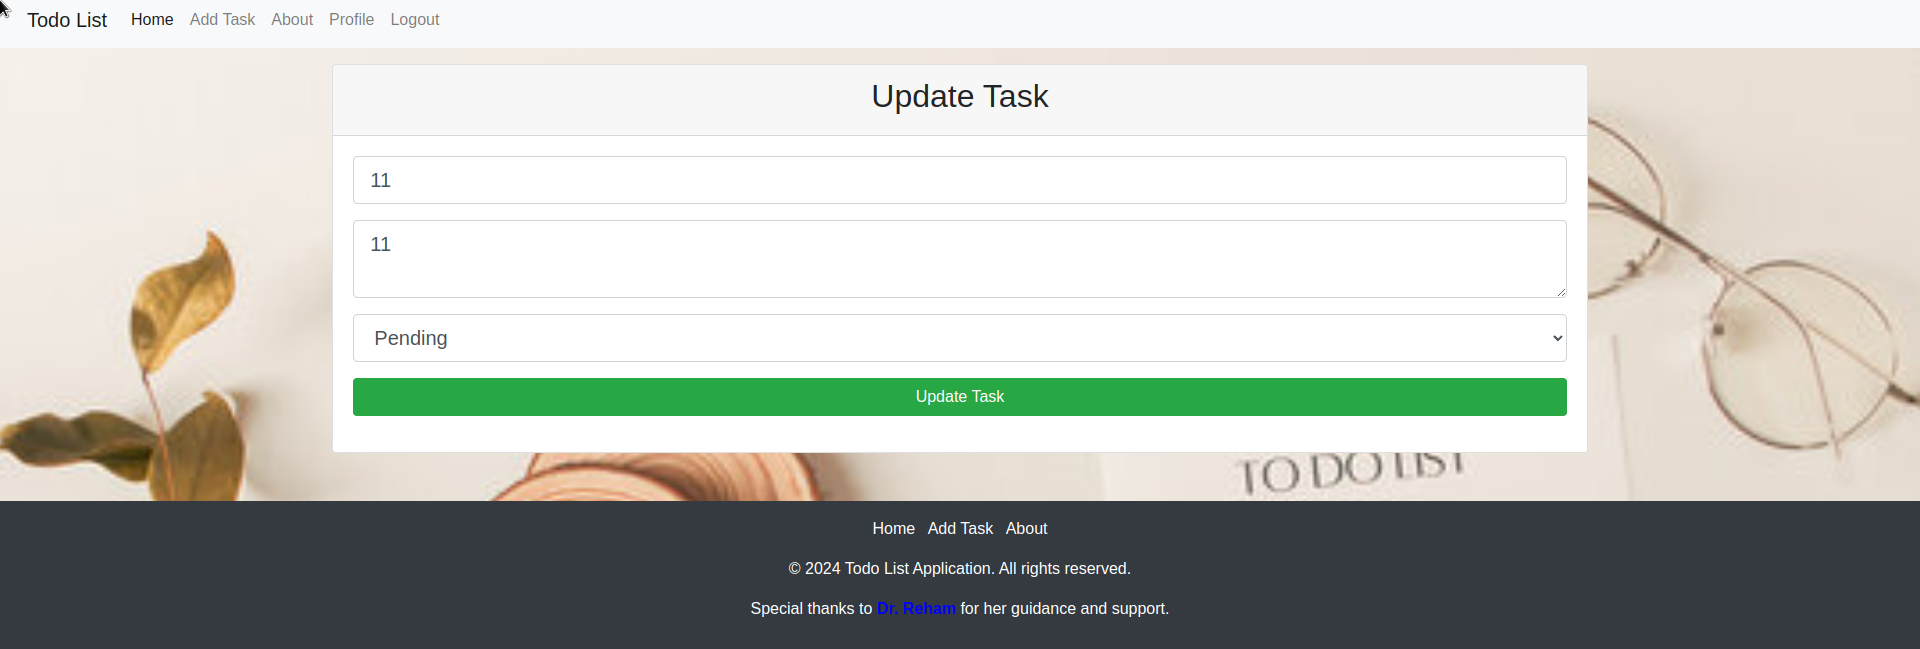 Todo List Home Add Task About Profile Logout
Update Task
11
11
Pending
Update Task
TO DO LIST
Home Add Task About
© 2024 Todo List Application. All rights reserved.
Special thanks to Dr. Reham for her guidance and support.